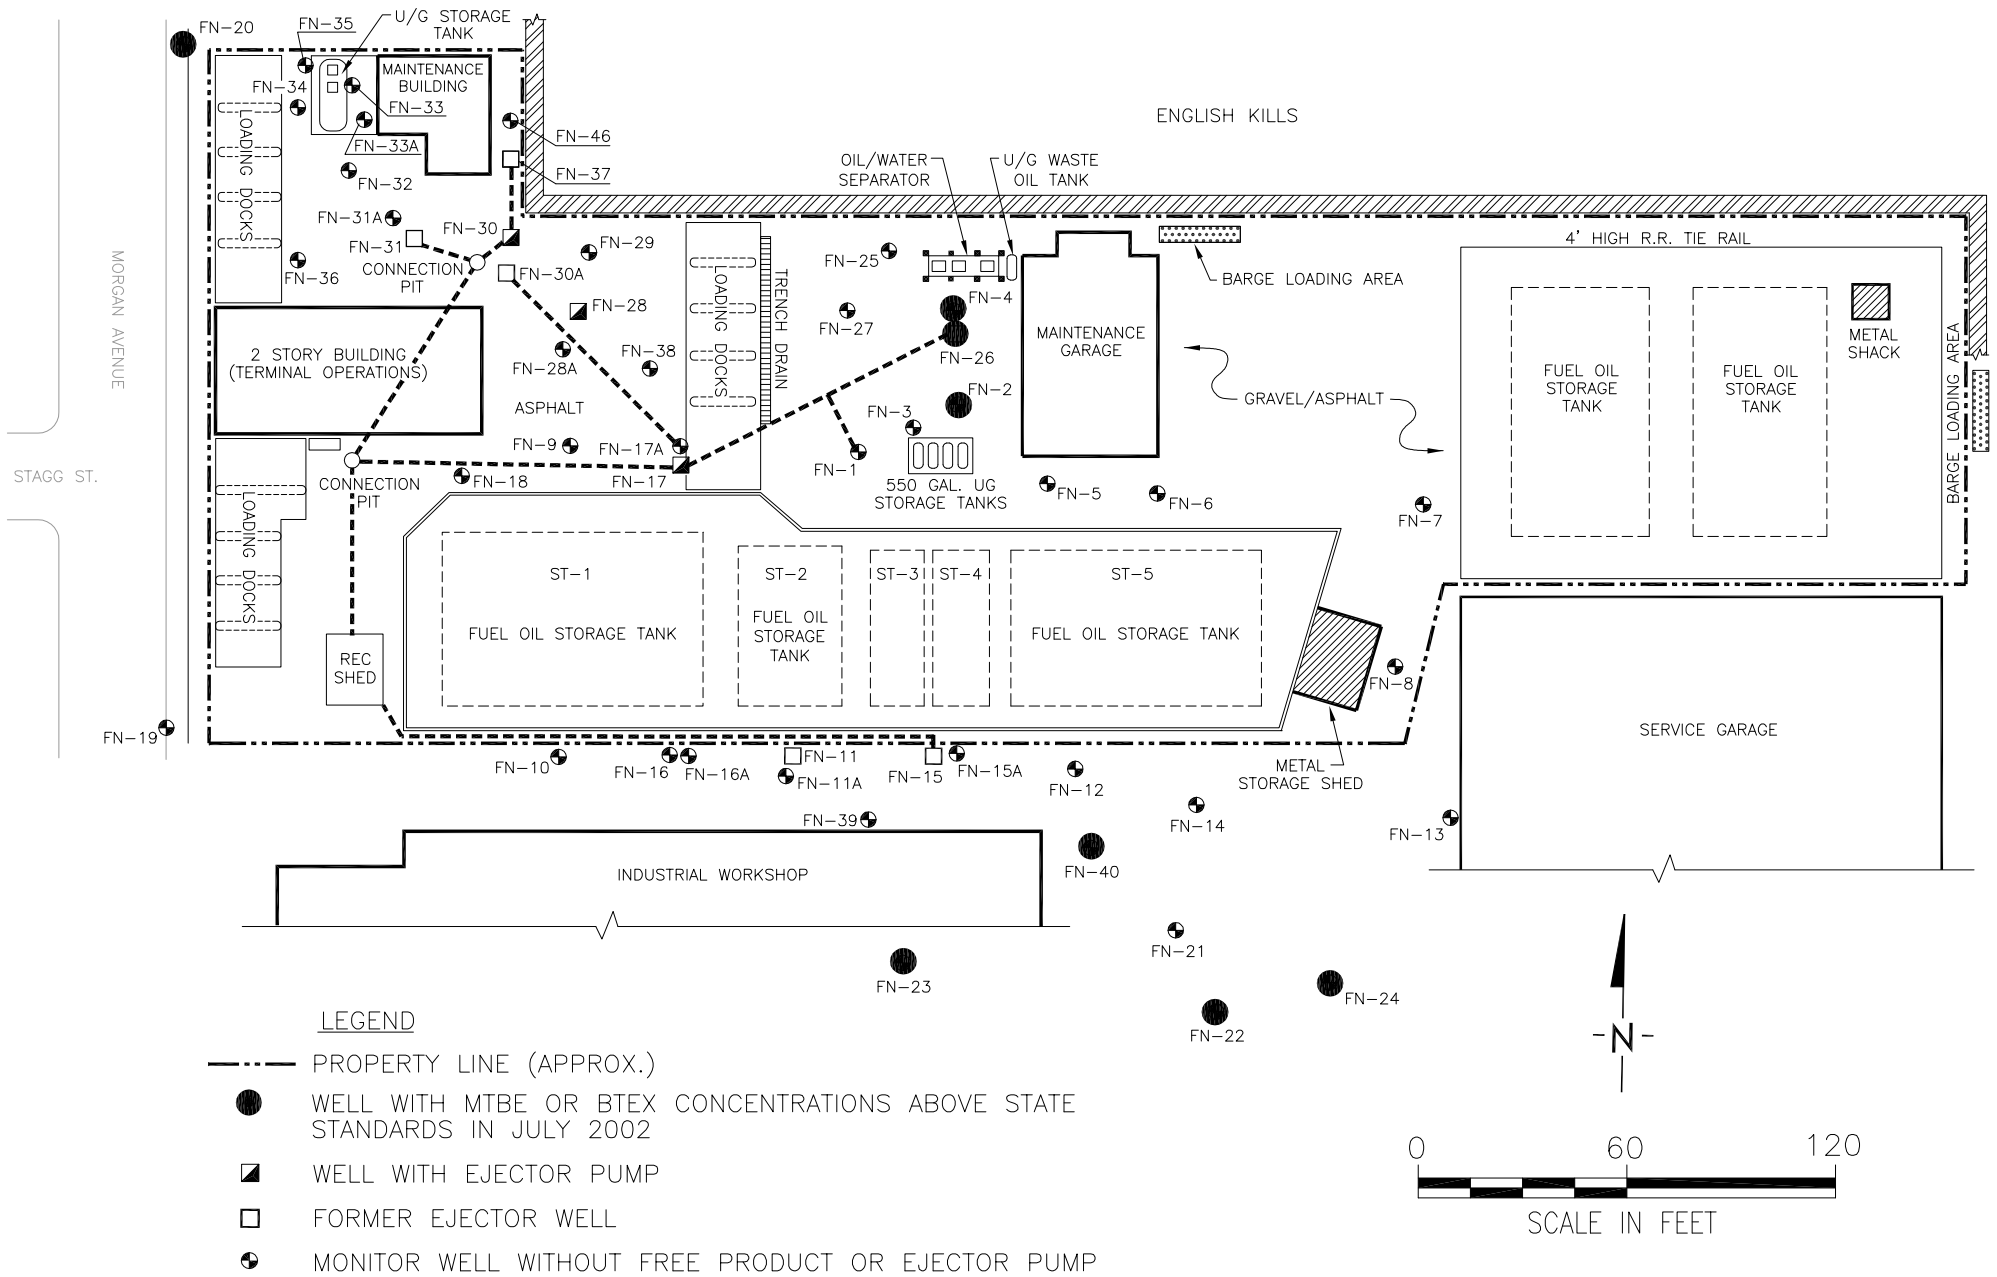 FN-20
FN-35
U/G STORAGE
TANK
MAINTENANCE
BUILDING
FN-34
FN-33
FN-33A
FN-46
FN-37
FN-32
LOADING DOCKS
ENGLISH KILLS
OIL/WATER
SEPARATOR
U/G WASTE
OIL TANK
FN-31A
FN-30
FN-31
FN-36
CONNECTION
PIT
FN-29
FN-30A
FN-28
FN-25
FN-4
FN-27
BARGE LOADING AREA
4' HIGH R.R. TIE RAIL
MORGAN AVENUE
2 STORY BUILDING
(TERMINAL OPERATIONS)
FN-28A
FN-38
LOADING DOCKS
TRENCH DRAIN
FN-26
MAINTENANCE
GARAGE
METAL
SHACK
BARGE LOADING AREA
FUEL OIL
STORAGE
TANK
FUEL OIL
STORAGE
TANK
ASPHALT
FN-2
FN-3
GRAVEL/ASPHALT
FN-9
FN-17A
FN-1
STAGG ST.
CONNECTION
PIT
FN-18
FN-17
550 GAL. UG
STORAGE TANKS
FN-5
FN-6
FN-7
LOADING DOCKS
ST-1
ST-2
ST-3
ST-4
ST-5
FUEL OIL STORAGE TANK
FUEL OIL
STORAGE
TANK
FUEL OIL STORAGE TANK
REC
SHED
FN-8
FN-19
SERVICE GARAGE
FN-10
FN-16
FN-16A
FN-11
FN-11A
FN-15
FN-15A
FN-12
METAL
STORAGE SHED
FN-39
FN-14
FN-13
INDUSTRIAL WORKSHOP
FN-40
FN-21
FN-23
FN-24
FN-22
LEGEND
PROPERTY LINE (APPROX.)
WELL WITH MTBE OR BTEX CONCENTRATIONS ABOVE STATE
STANDARDS IN JULY 2002
WELL WITH EJECTOR PUMP
FORMER EJECTOR WELL
MONITOR WELL WITHOUT FREE PRODUCT OR EJECTOR PUMP
-N-
0 60 120
SCALE IN FEET